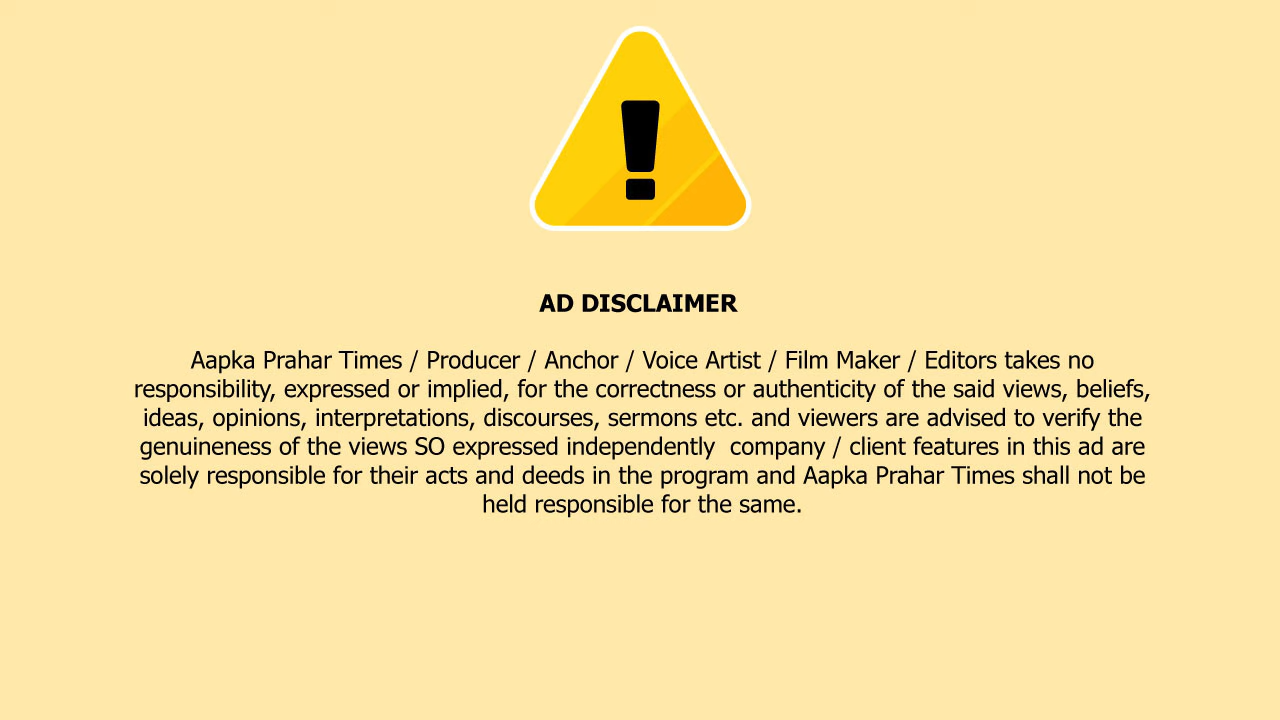 AD DISCLAIMER
Aapka Prahar Times / Producer / Anchor / Voice Artist / Film Maker / Editors takes no
responsibility, expressed or implied, for the correctness or authenticity of the said views, beliefs,
ideas, opinions, interpretations, discourses, sermons etc. and viewers are advised to verify the
genuineness of the views SO expressed independently  company / client features in this ad are
solely responsible for their acts and deeds in the program and Aapka Prahar Times shall not be
held responsible for the same.